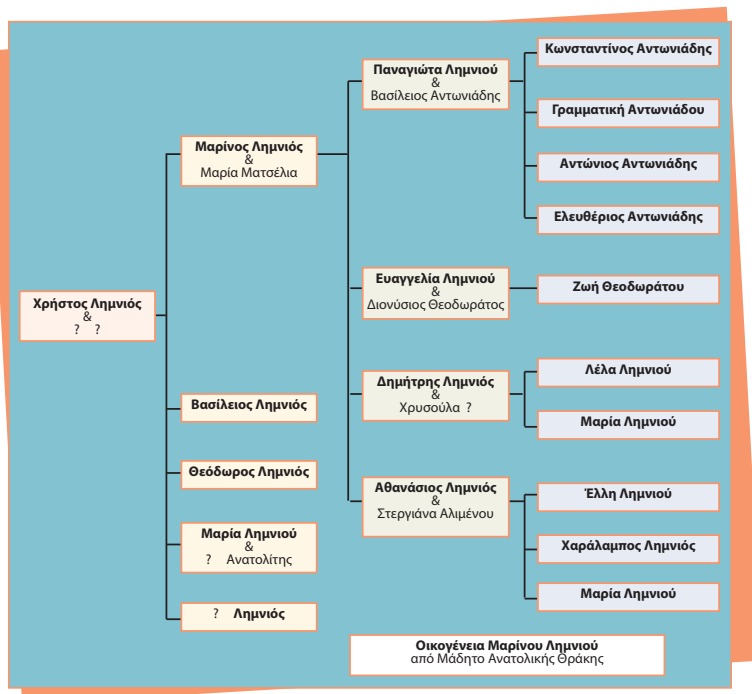 Χρήστος Λημνιός
&
? ?
Μαρίνος Λημνιός
&
Μαρία Ματσέλια
Βασίλειος Λημνιός
Θεόδωρος Λημνιός
Μαρία Λημνιού
&
? Ανατολίτης
? Λημνιός
Παναγιώτα Λημνιού
&
Βασίλειος Αντωνιάδης
Ευαγγελία Λημνιού
&
Διονύσιος Θεοδωράτος
Δημήτρης Λημνιός
&
Χρυσούλα ?
Αθανάσιος Λημνιός
&
Στεργιάνα Αλιμένου
Κωνσταντίνος Αντωνιάδης
Γραμματική Αντωνιάδου
Αντώνιος Αντωνιάδης
Ελευθέριος Αντωνιάδης
Ζωή Θεοδωράτου
Λέλα Λημνιού
Μαρία Λημνιού
Έλλη Λημνιού
Χαράλαμπος Λημνιός
Μαρία Λημνιού
Οικογένεια Μαρίνου Λημνιού
από Μάδητο Ανατολικής Θράκης